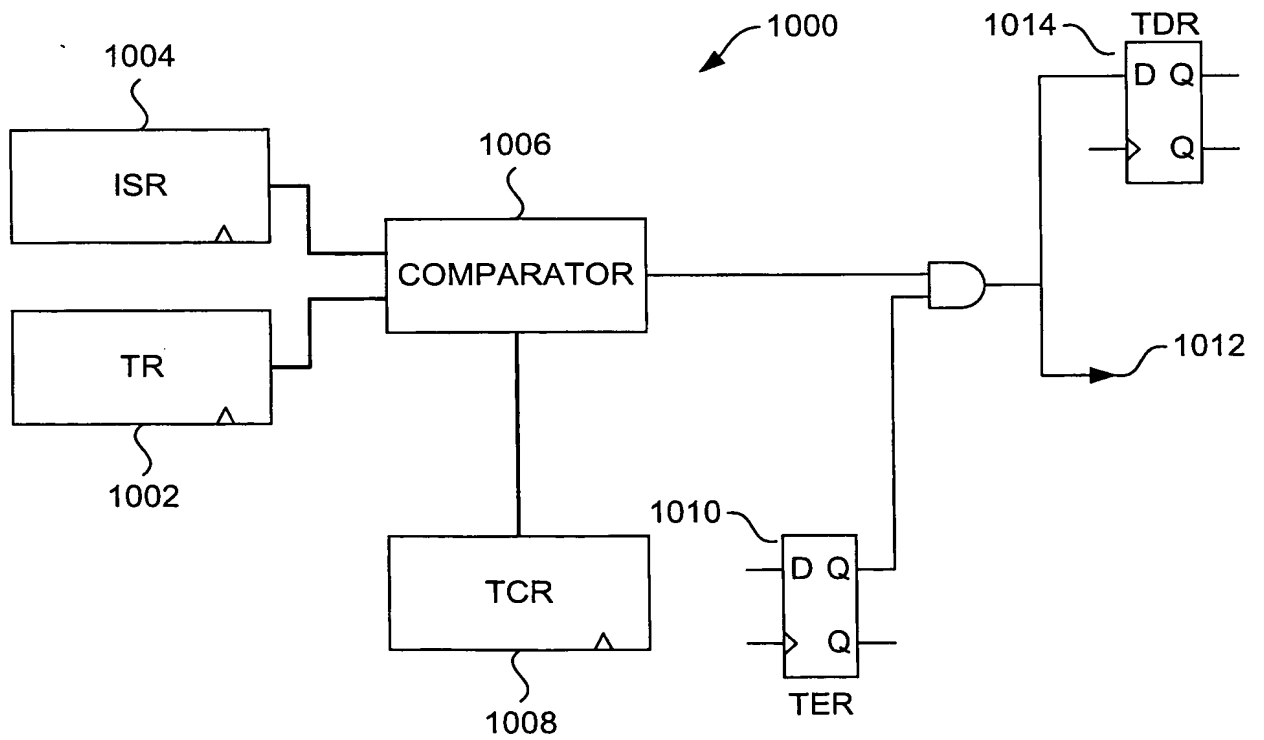 1000
1014
TDR
D Q
Q
1004
ISR
1006
COMPARATOR
TR
1002
1012
1010
D Q
Q
TER
TCR
1008